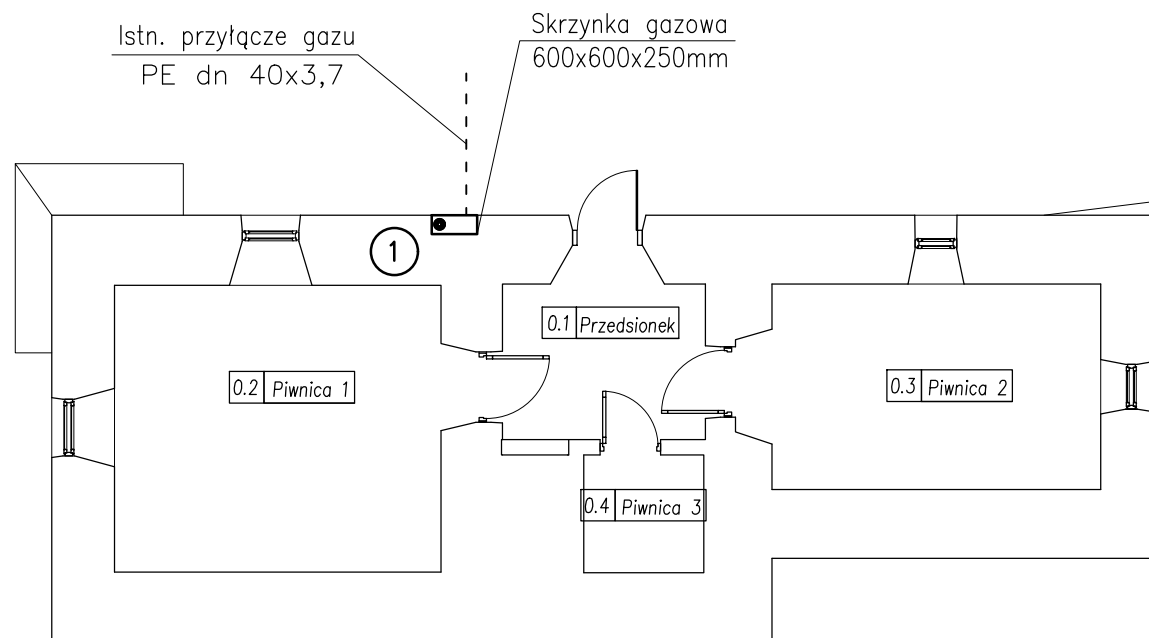 Istn. przyłącze gazu
PE dn 40x3,7
Skrzynka gazowa
600x600x250mm
1
0.1 Przedsionek
0.2 Piwnica 1
0.3 Piwnica 2
0.4 Piwnica 3